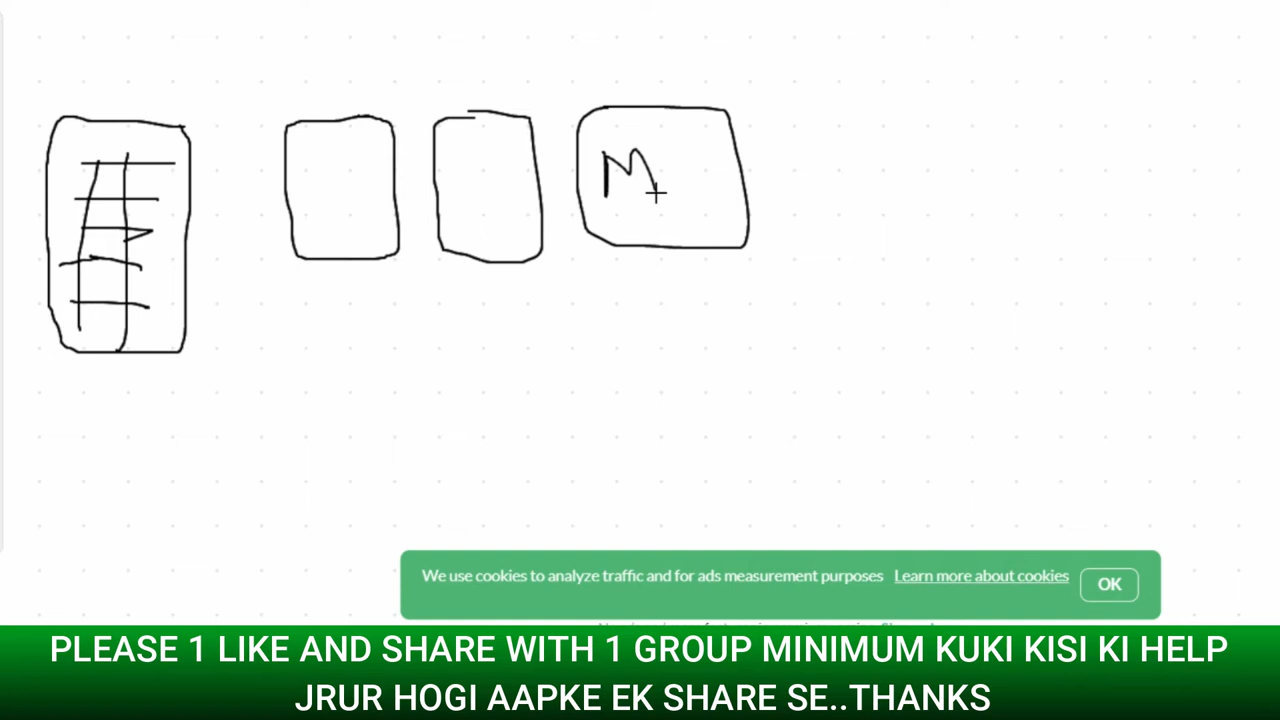 M
We use cookies to analyze traffic and for ads measurement purposes Learn more about cookies OK
PLEASE 1 LIKE AND SHARE WITH 1 GROUP MINIMUM KUKI KISI KI HELP
JRUR HOGI AAPKE EK SHARE SE..THANKS